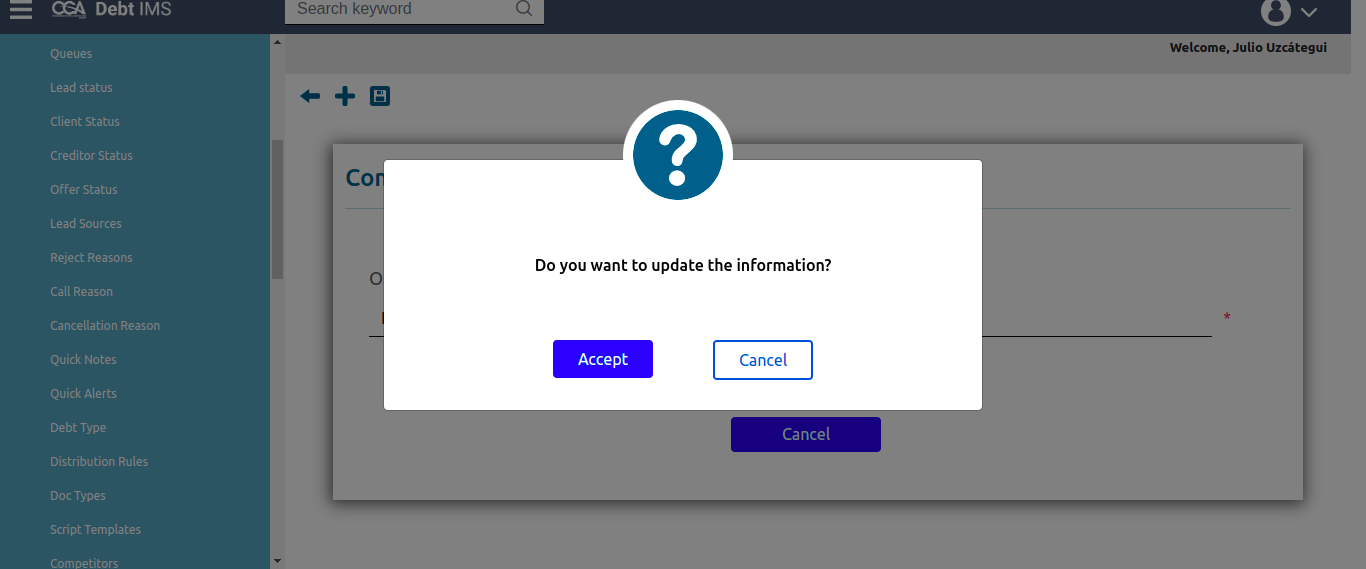 CGA Debt IMS
Search keyword
Welcome, Julio Uzcátegui
Queues
Lead status
Client Status
Creditor Status
Offer Status
Lead Sources
Reject Reasons
Call Reason
Cancellation Reason
Quick Notes
Quick Alerts
Debt Type
Distribution Rules
Doc Types
Script Templates
Competitors
Do you want to update the information?
Accept
Cancel
*
Cancel